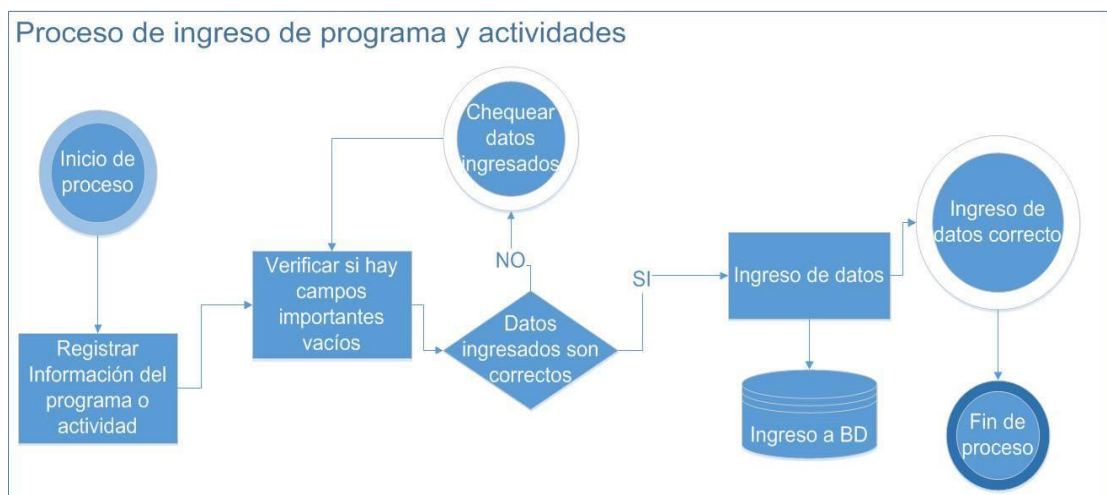 Proceso de ingreso de programa y actividades
Inicio de
proceso
Registrar
Información del
programa o
actividad
Verificar si hay
campos
importantes
vacíos
Chequear
datos
ingresados
NO
Datos
ingresados son
correctos
SI
Ingreso de datos
Ingreso a BD
Ingreso de
datos correcto
Fin de
proceso